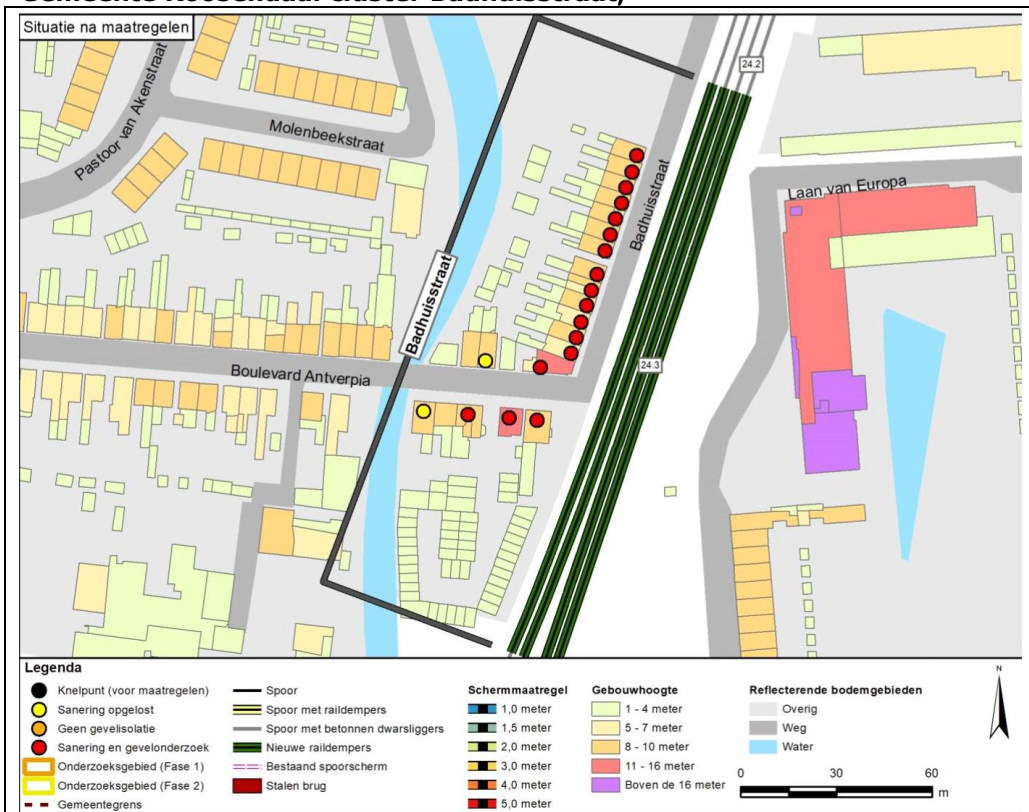 Gemeente Roosendaal Cluster Badhuisstraat,
Situatie na maatregelen
24.2
Pastoor van Akenstraat
Molenbeekstraat
Laan van Europa
Badhuisstraat
Badhuisstraat
24.3
Boulevard Antverpia
Legenda
Knelpunt (voor maatregelen)
Sanering opgelost
Geen gevelisolatie
Sanering en gevelonderzoek
Onderzoeksgebied (Fase 1)
Onderzoeksgebied (Fase 2)
Gemeentegrens
Spoor
Spoor met raildempers
Spoor met betonnen dwarsliggers
Nieuwe raildempers
Bestaand spoorscherm
Stalen brug
Schermmaatregel
1,0 meter
1,5 meter
2,0 meter
3,0 meter
4,0 meter
5,0 meter
Gebouwhoogte
1 - 4 meter
5 - 7 meter
8 - 10 meter
11 - 16 meter
Boven de 16 meter
Reflecterende bodemgebieden
Overig
Weg
Water
N
0 30 60
m